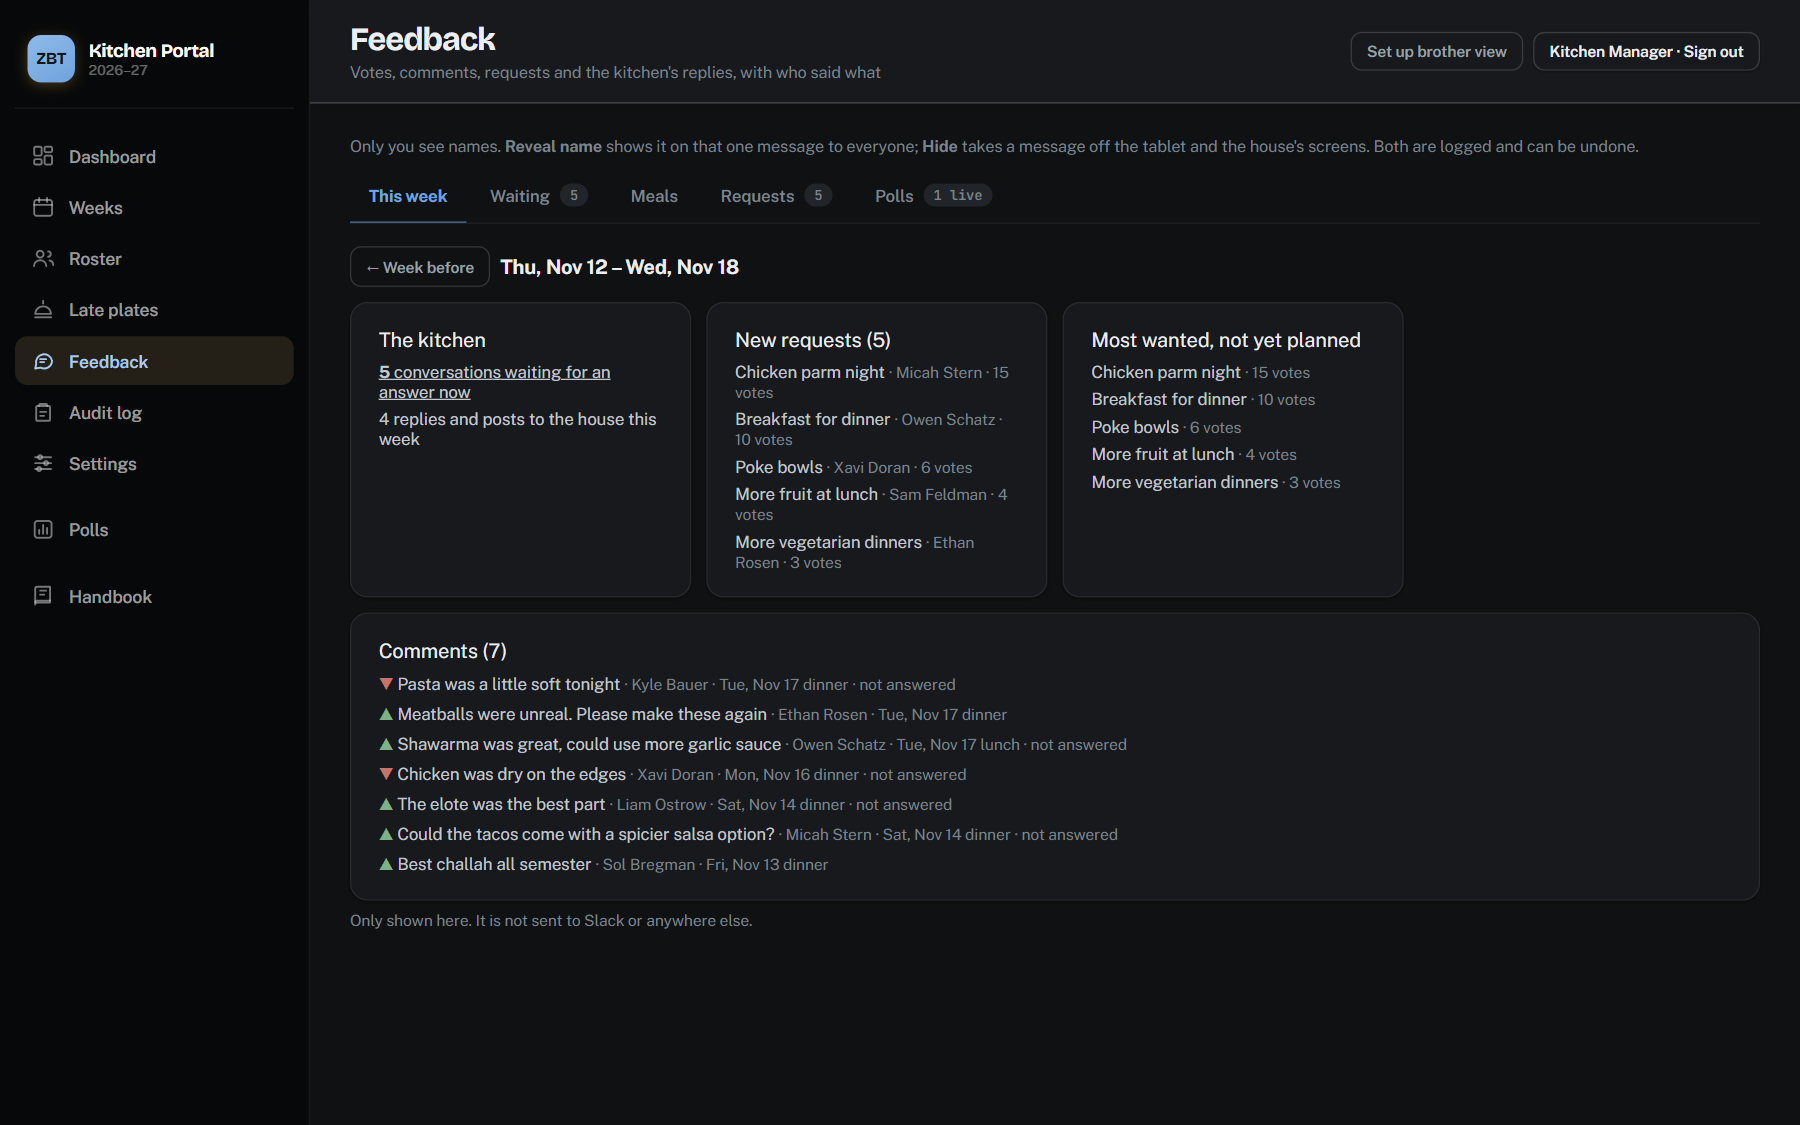 ZBT
Kitchen Portal
2026–27
Dashboard
Weeks
Roster
Late plates
Feedback
Audit log
Settings
Polls
Handbook
Feedback
Votes, comments, requests and the kitchen's replies, with who said what
Set up brother view
Kitchen Manager · Sign out
Only you see names. Reveal name shows it on that one message to everyone; Hide takes a message off the tablet and the house's screens. Both are logged and can be undone.
This week
Waiting 5
Meals
Requests 5
Polls 1 live
← Week before
Thu, Nov 12 – Wed, Nov 18
The kitchen
5 conversations waiting for an
answer now
4 replies and posts to the house this
week
New requests (5)
Chicken parm night · Micah Stern · 15
votes
Breakfast for dinner · Owen Schatz ·
10 votes
Poke bowls · Xavi Doran · 6 votes
More fruit at lunch · Sam Feldman · 4
votes
More vegetarian dinners · Ethan
Rosen · 3 votes
Most wanted, not yet planned
Chicken parm night · 15 votes
Breakfast for dinner · 10 votes
Poke bowls · 6 votes
More fruit at lunch · 4 votes
More vegetarian dinners · 3 votes
Comments (7)
▼ Pasta was a little soft tonight · Kyle Bauer · Tue, Nov 17 dinner · not answered
▲ Meatballs were unreal. Please make these again · Ethan Rosen · Tue, Nov 17 dinner
▲ Shawarma was great, could use more garlic sauce · Owen Schatz · Tue, Nov 17 lunch · not answered
▼ Chicken was dry on the edges · Xavi Doran · Mon, Nov 16 dinner · not answered
▲ The elote was the best part · Liam Ostrow · Sat, Nov 14 dinner · not answered
▲ Could the tacos come with a spicier salsa option? · Micah Stern · Sat, Nov 14 dinner · not answered
▲ Best challah all semester · Sol Bregman · Fri, Nov 13 dinner
Only shown here. It is not sent to Slack or anywhere else.